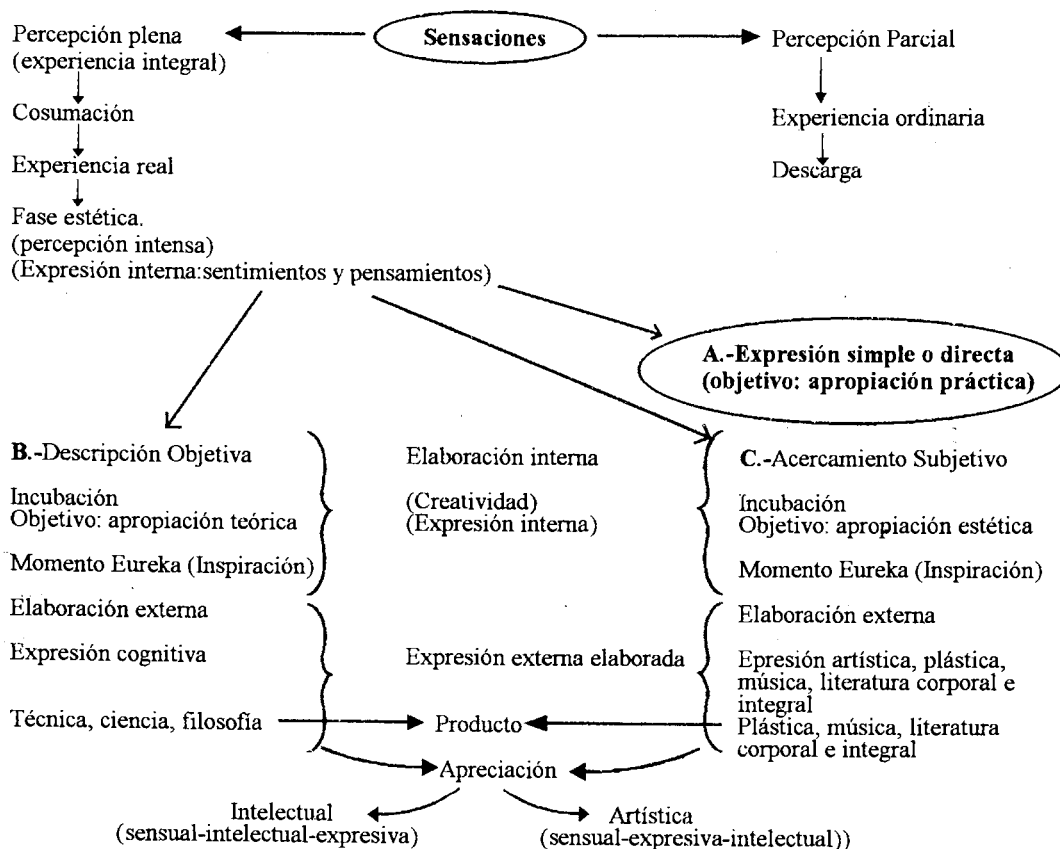 Sensaciones
Percepción plena
(experiencia integral)
Cosumación
Experiencia real
Fase estética.
(percepción intensa)
(Expresión interna:sentimientos y pensamientos)
Percepción Parcial
Experiencia ordinaria
Descarga
A.-Expresión simple o directa
(objetivo: apropiación práctica)
B.-Descripción Objetiva
Incubación
Objetivo: apropiación teórica
Momento Eureka (Inspiración)
Elaboración externa
Expresión cognitiva
Técnica, ciencia, filosofía
Elaboración interna
(Creatividad)
(Expresión interna)
Expresión externa elaborada
Producto
C.-Acercamiento Subjetivo
Incubación
Objetivo: apropiación estética
Momento Eureka (Inspiración)
Elaboración externa
Epresión artística, plástica,
música, literatura corporal e
integral
Plástica, música, literatura
corporal e integral
Apreciación
Intelectual
(sensual-intelectual-expresiva)
Artística
(sensual-expresiva-intelectual))